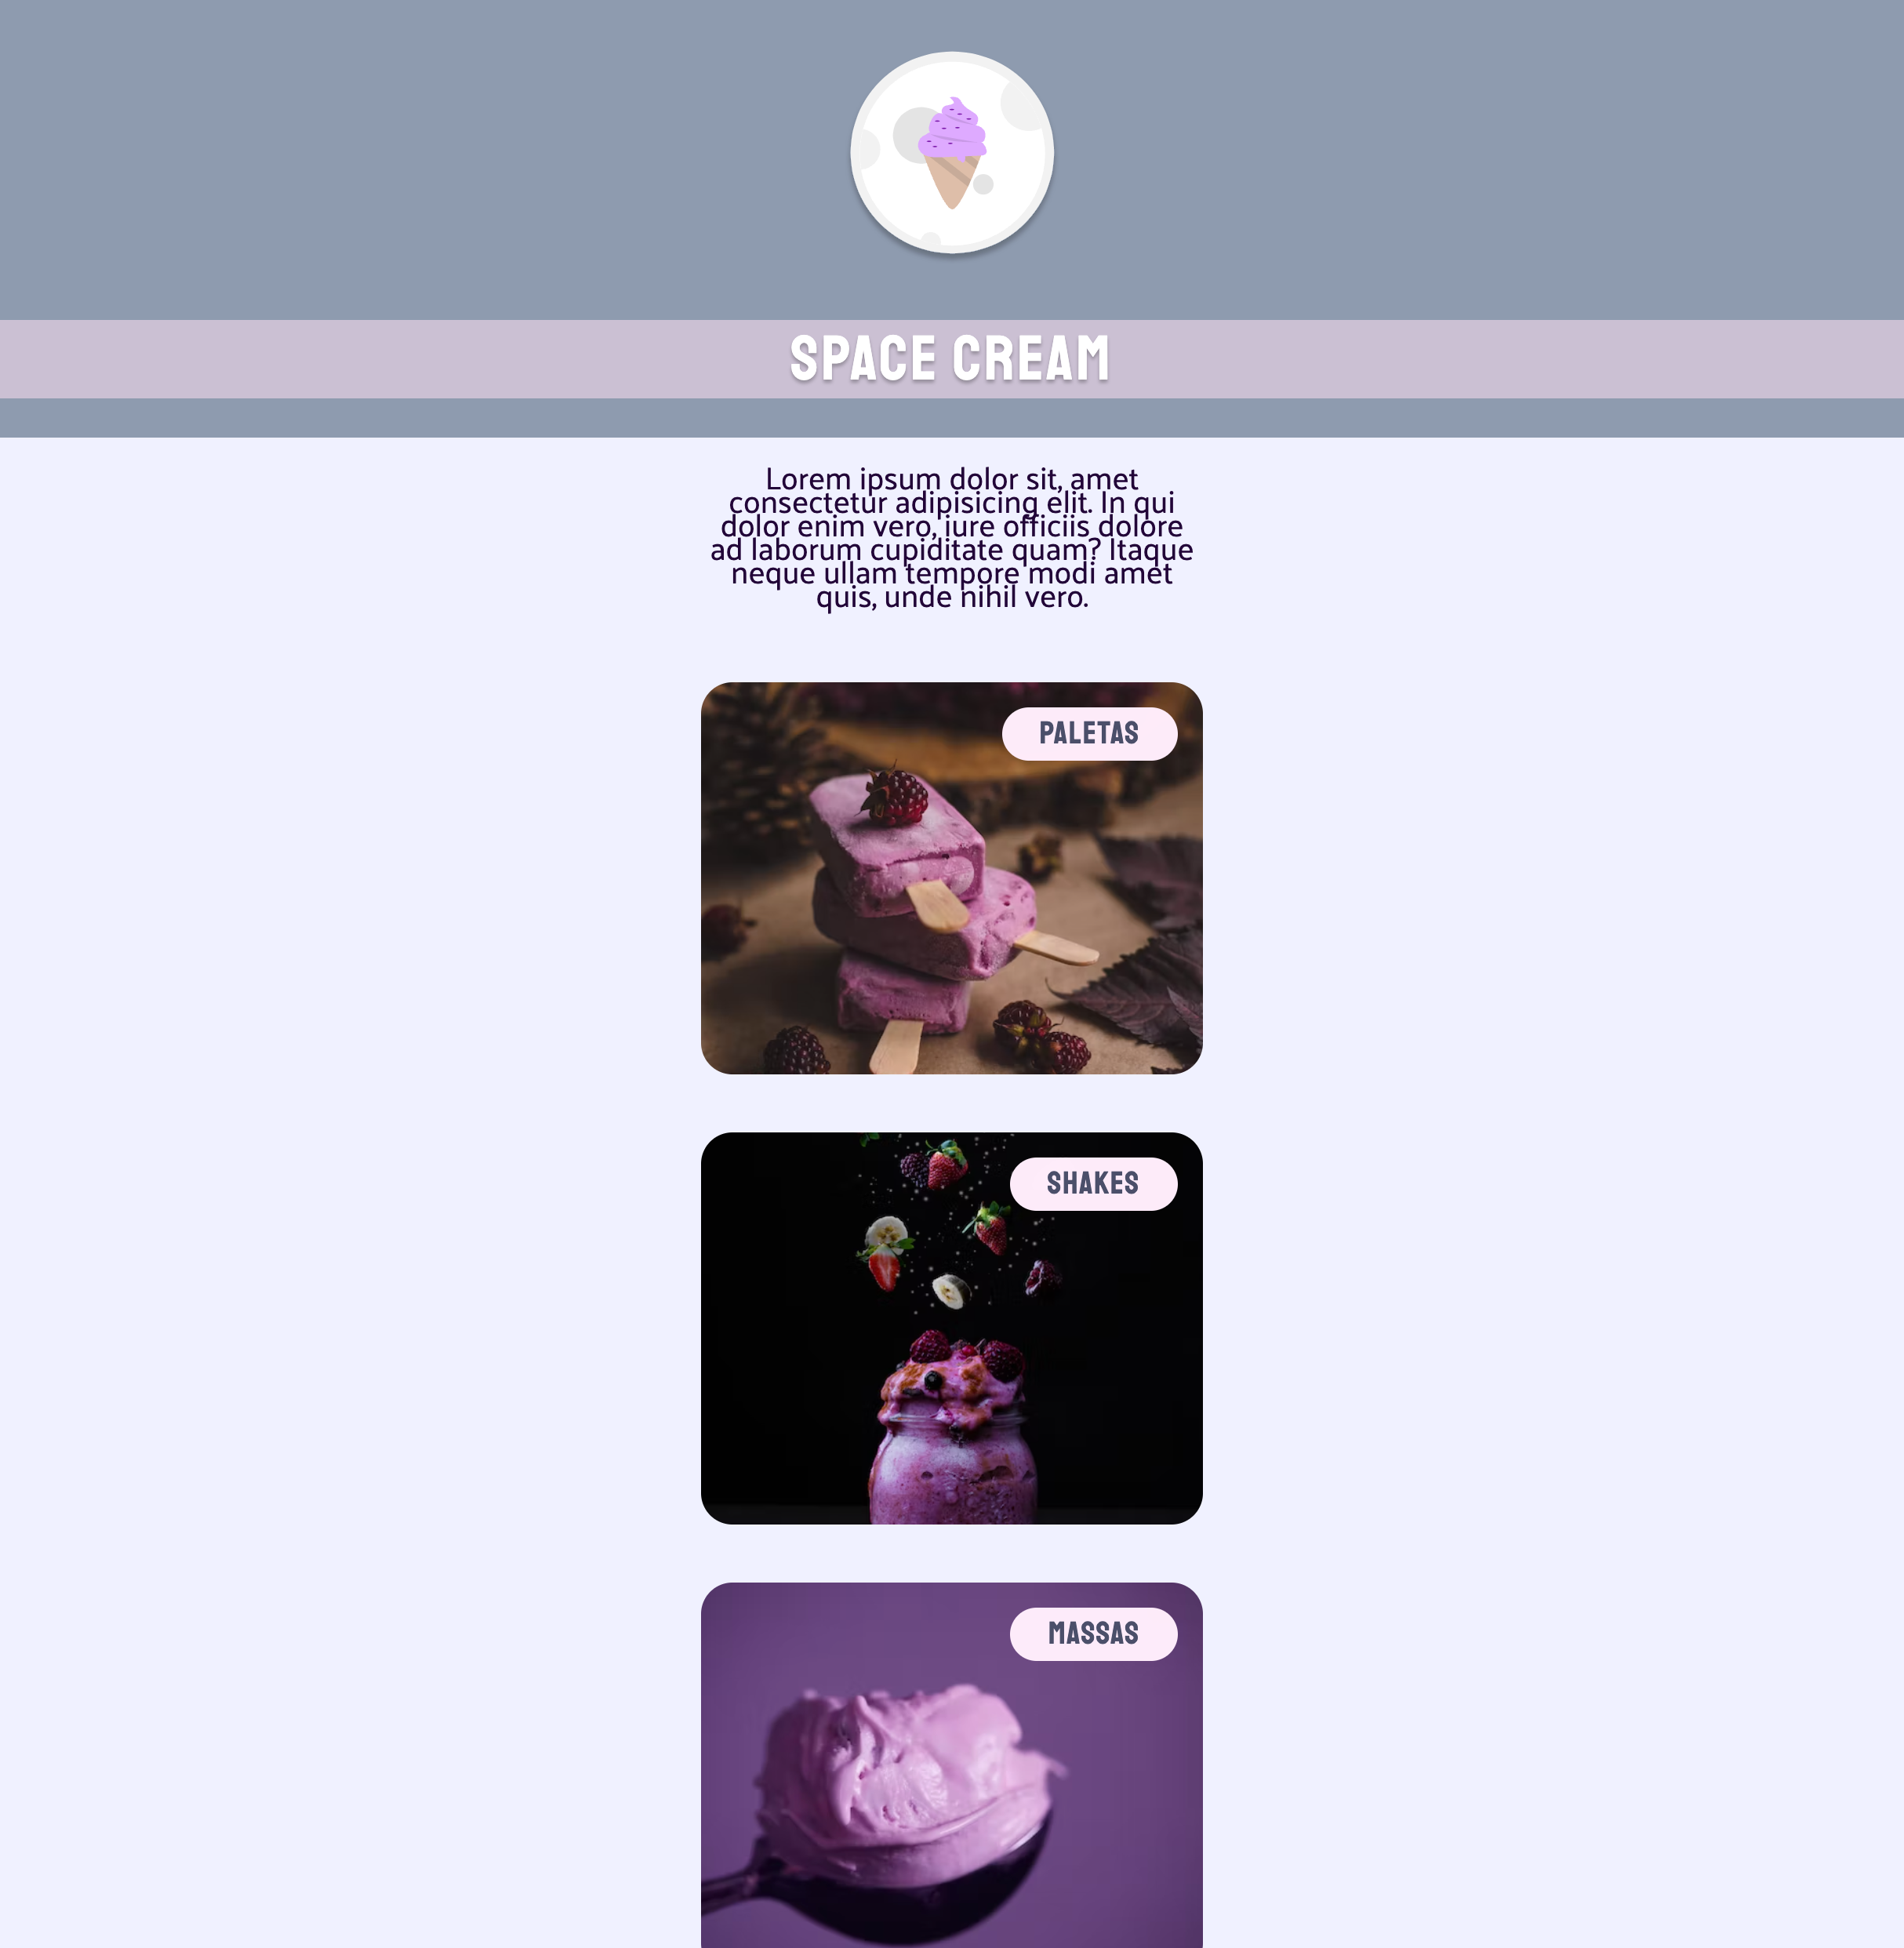 SPACE CREAM
Lorem ipsum dolor sit, amet
consectetur adipisicing elit. In qui
dolor enim vero, iure officiis dolore
ad laborum cupiditate quam? Itaque
neque ullam tempore modi amet
quis, unde nihil vero.
PALETAS
SHAKES
MASSAS